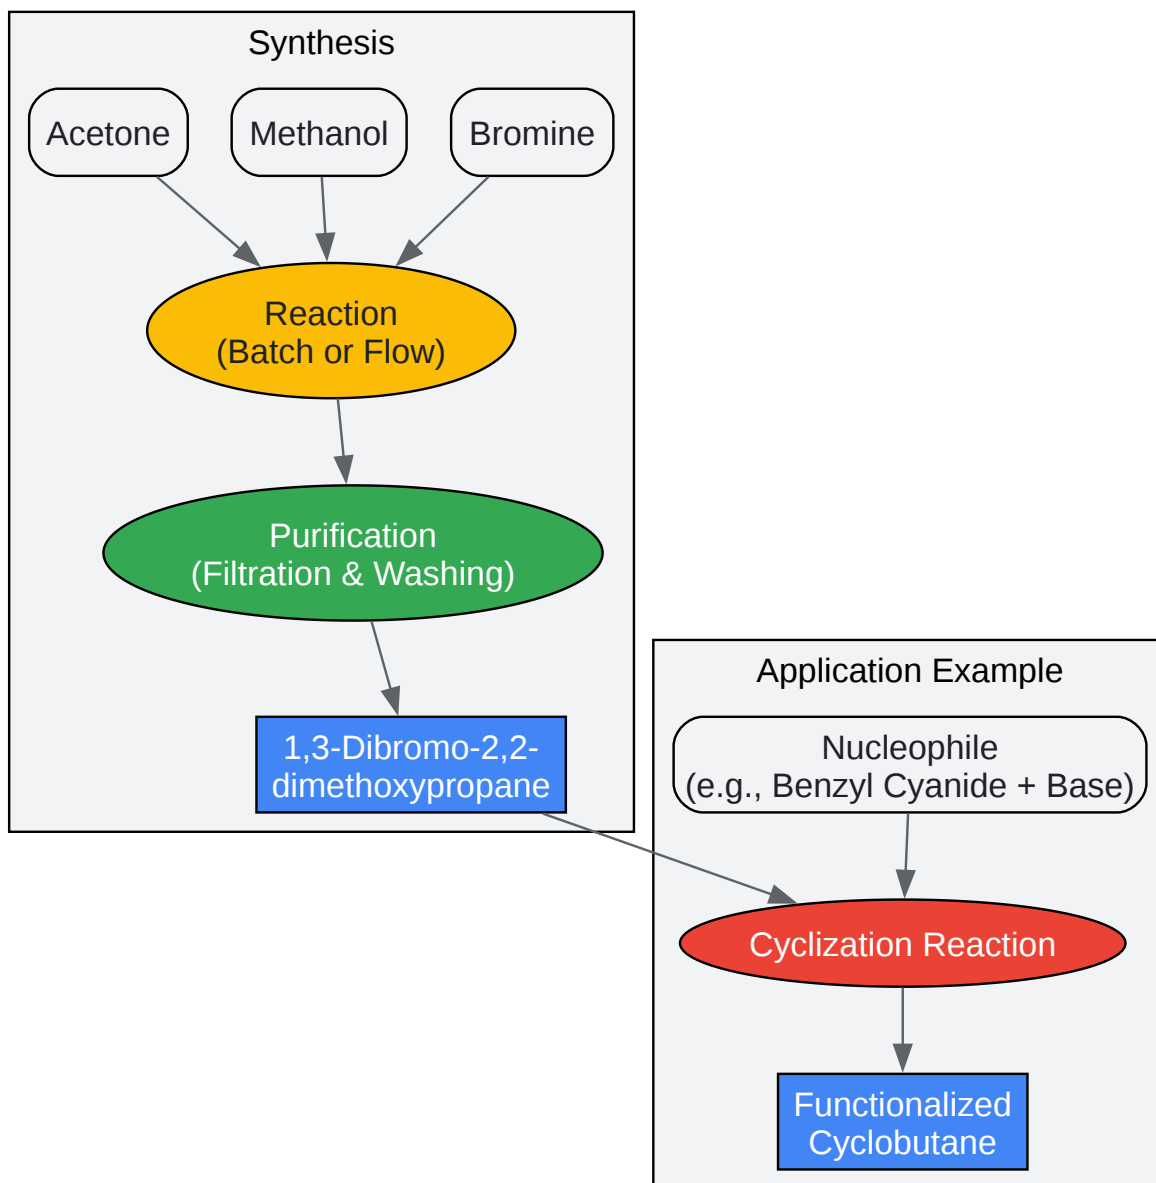 Synthesis
Acetone
Methanol
Bromine
Reaction
(Batch or Flow)
Purification
(Filtration & Washing)
1,3-Dibromo-2,2-
dimethoxypropane
Application Example
Nucleophile
(e.g., Benzyl Cyanide + Base)
Cyclization Reaction
Functionalized
Cyclobutane